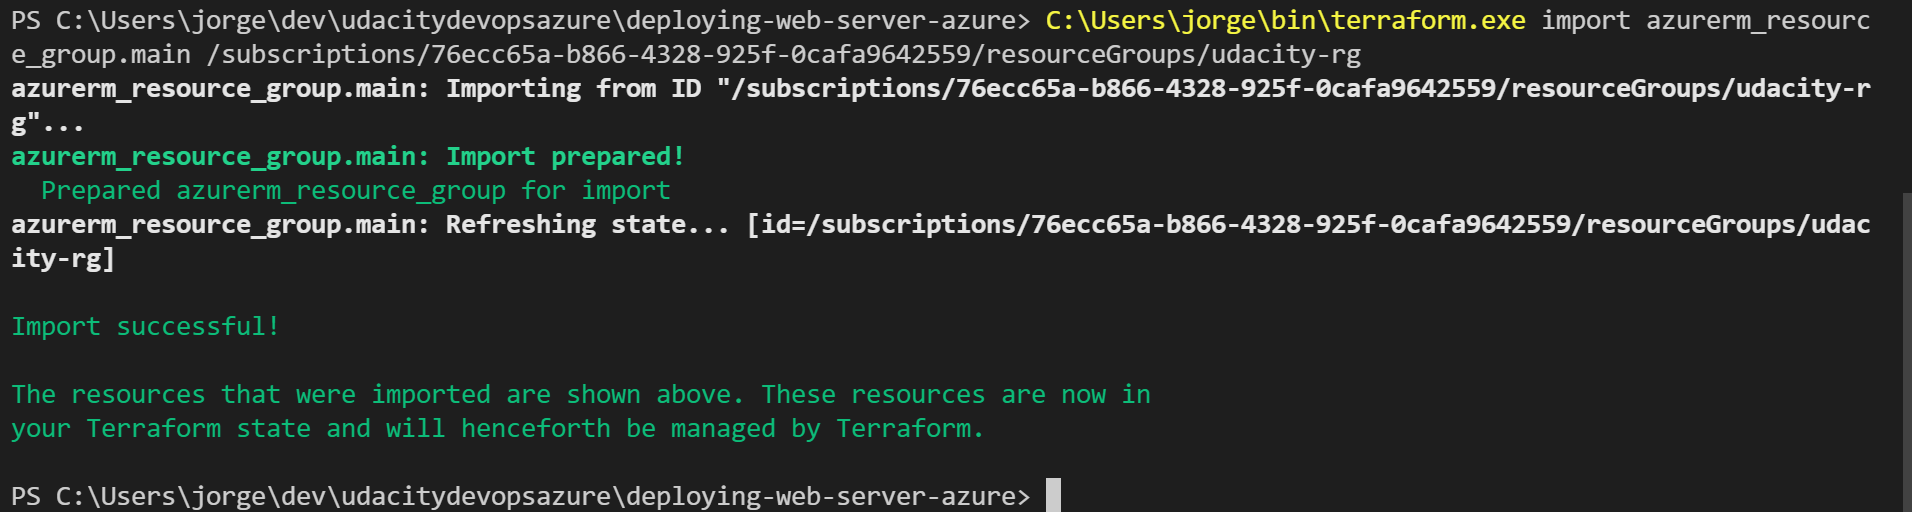 PS C:\Users\jorge\dev\udacitydevopsazure\deploying-web-server-azure> C:\Users\jorge\bin\terraform.exe import azurerm_resourc
e_group.main /subscriptions/76ecc65a-b866-4328-925f-0cafa9642559/resourceGroups/udacity-rg
azurerm_resource_group.main: Importing from ID "/subscriptions/76ecc65a-b866-4328-925f-0cafa9642559/resourceGroups/udacity-r
g"...
azurerm_resource_group.main: Import prepared!
  Prepared azurerm_resource_group for import
azurerm_resource_group.main: Refreshing state... [id=/subscriptions/76ecc65a-b866-4328-925f-0cafa9642559/resourceGroups/udac
ity-rg]

Import successful!

The resources that were imported are shown above. These resources are now in
your Terraform state and will henceforth be managed by Terraform.

PS C:\Users\jorge\dev\udacitydevopsazure\deploying-web-server-azure>